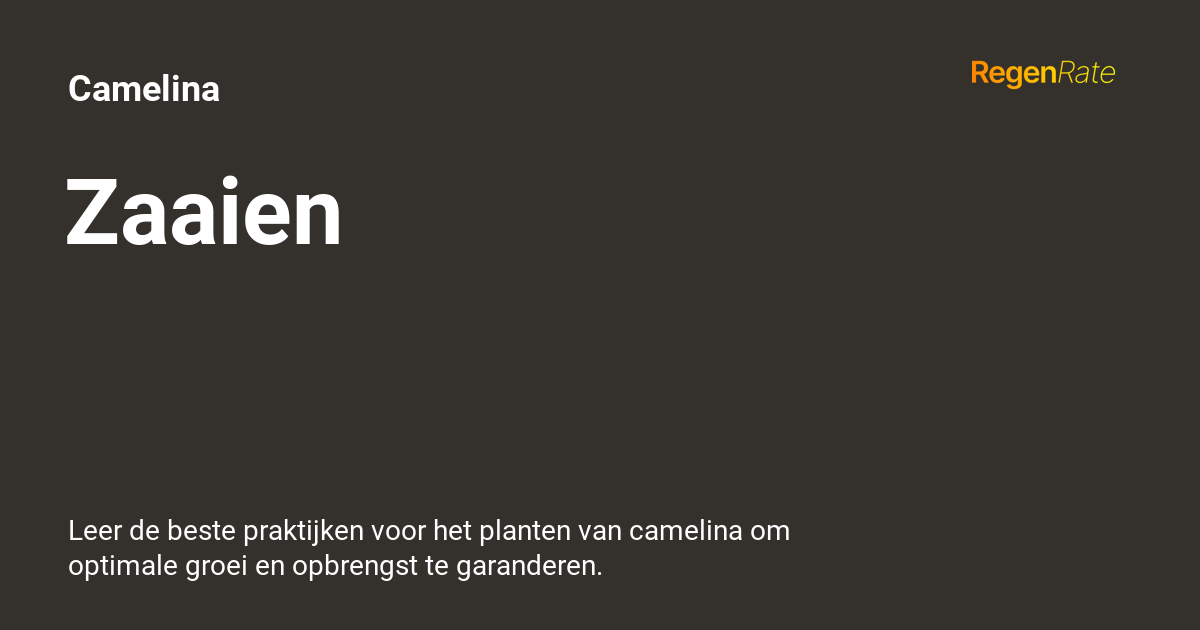 Camelina
RegenRate
Zaaien
Leer de beste praktijken voor het planten van camelina om
optimale groei en opbrengst te garanderen.